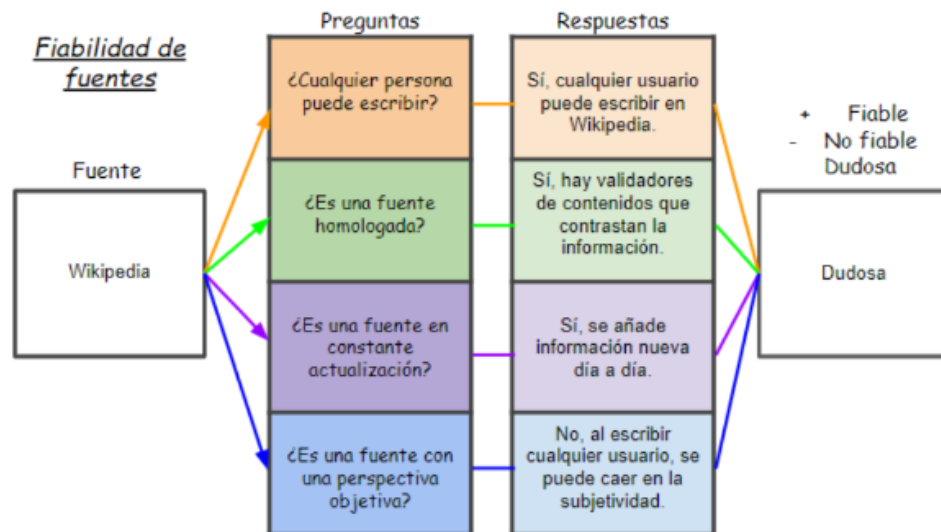 Fiabilidad de
fuentes
Preguntas
Respuestas
Fuente
Wikipedia
¿Cualquier persona
puede escribir?
Sí, cualquier usuario
puede escribir en
Wikipedia.
¿Es una fuente
homologada?
Sí, hay validadores
de contenidos que
contrastan la
información.
¿Es una fuente en
constante
actualización?
Sí, se añade
información nueva
día a día.
¿Es una fuente con
una perspectiva
objetiva?
No, al escribir
cualquier usuario, se
puede caer en la
subjetividad.
+ Fiable
- No fiable
Dudosa
Dudosa